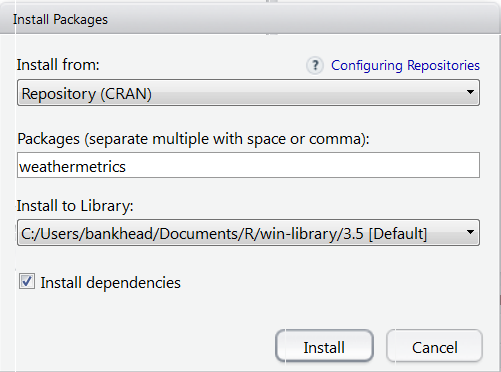 Install Packages
Install from:
? Configuring Repositories
Repository (CRAN)
Packages (separate multiple with space or comma):
weathermetrics
Install to Library:
C:/Users/bankhead/Documents/R/win-library/3.5 [Default]
Install dependencies
Install Cancel